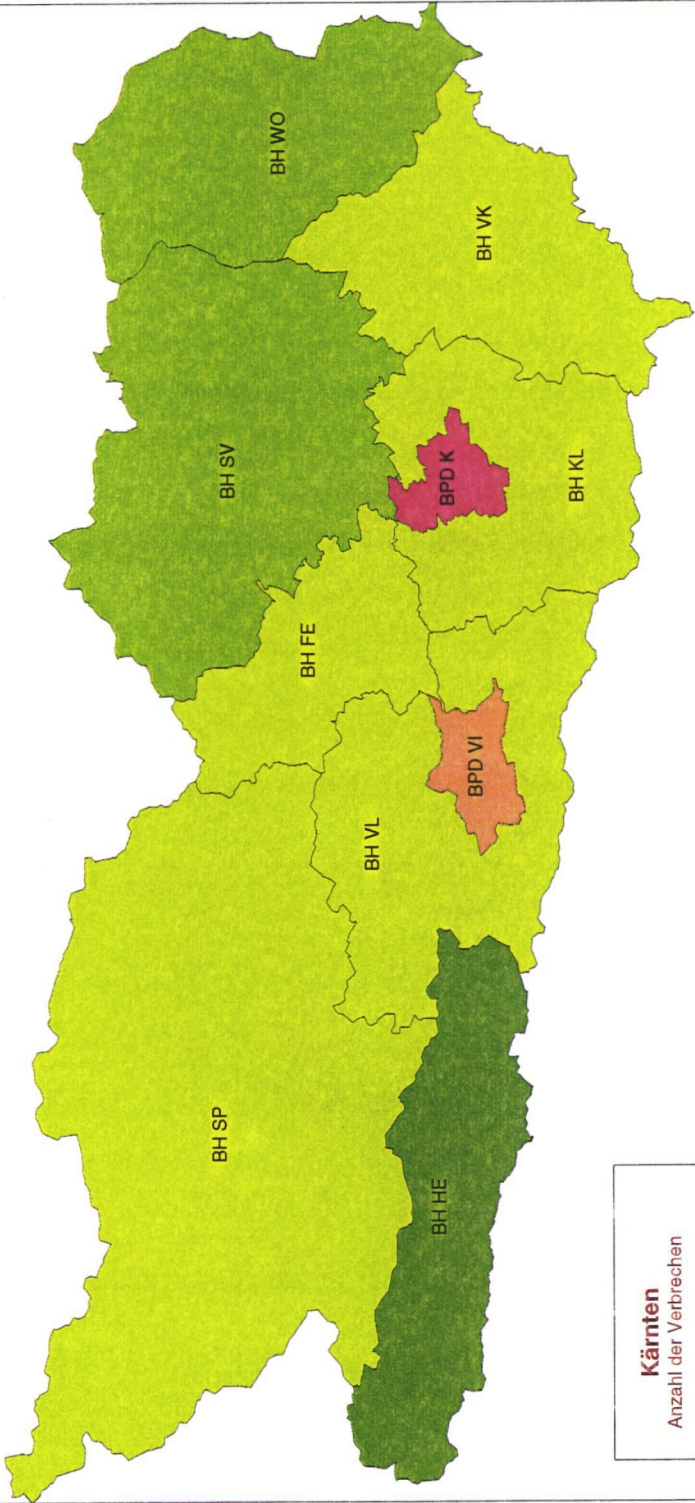 BH WO
BH SV
BH VK
BH FE
BPD K
BH KL
BH VL
BPD VI
BH SP
BH HE
Kärnten
Anzahl der Verbrechen